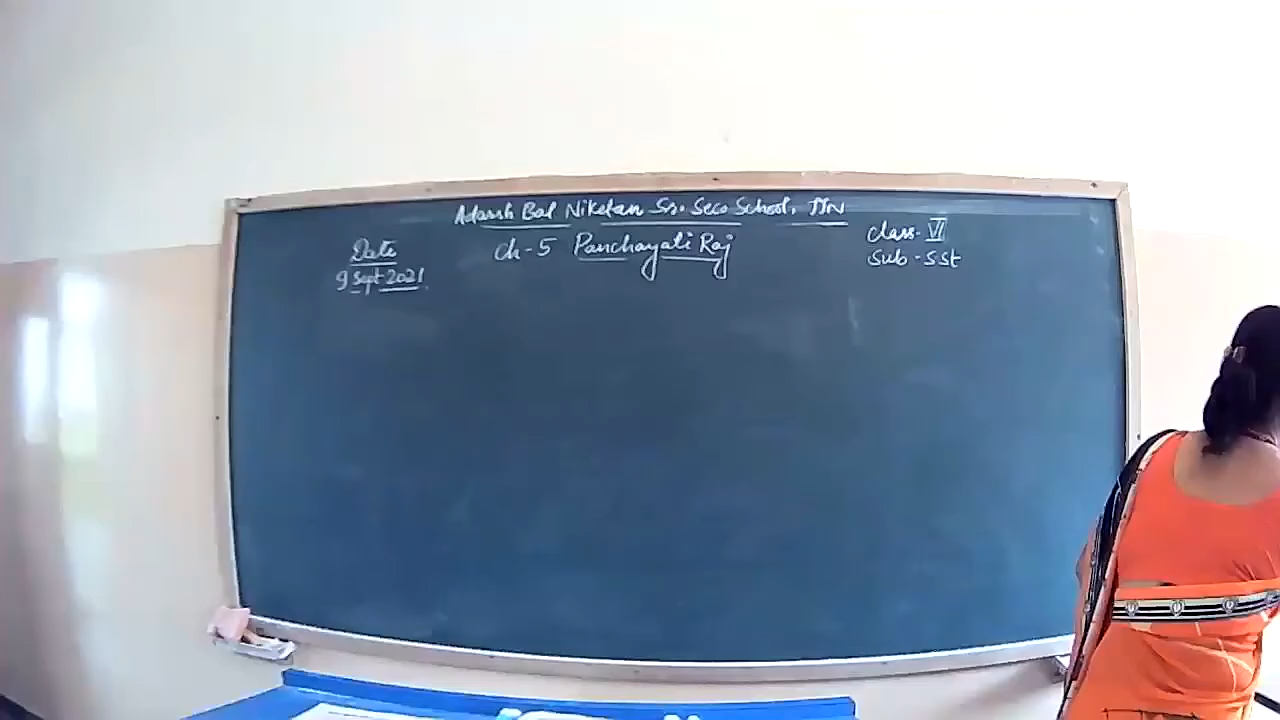 Adarsh Bal Niketan Sr. Sec. School, JJN
Date
9 Sept 2021
ch-5 Panchayati Raj
class-VI
Sub-S.St